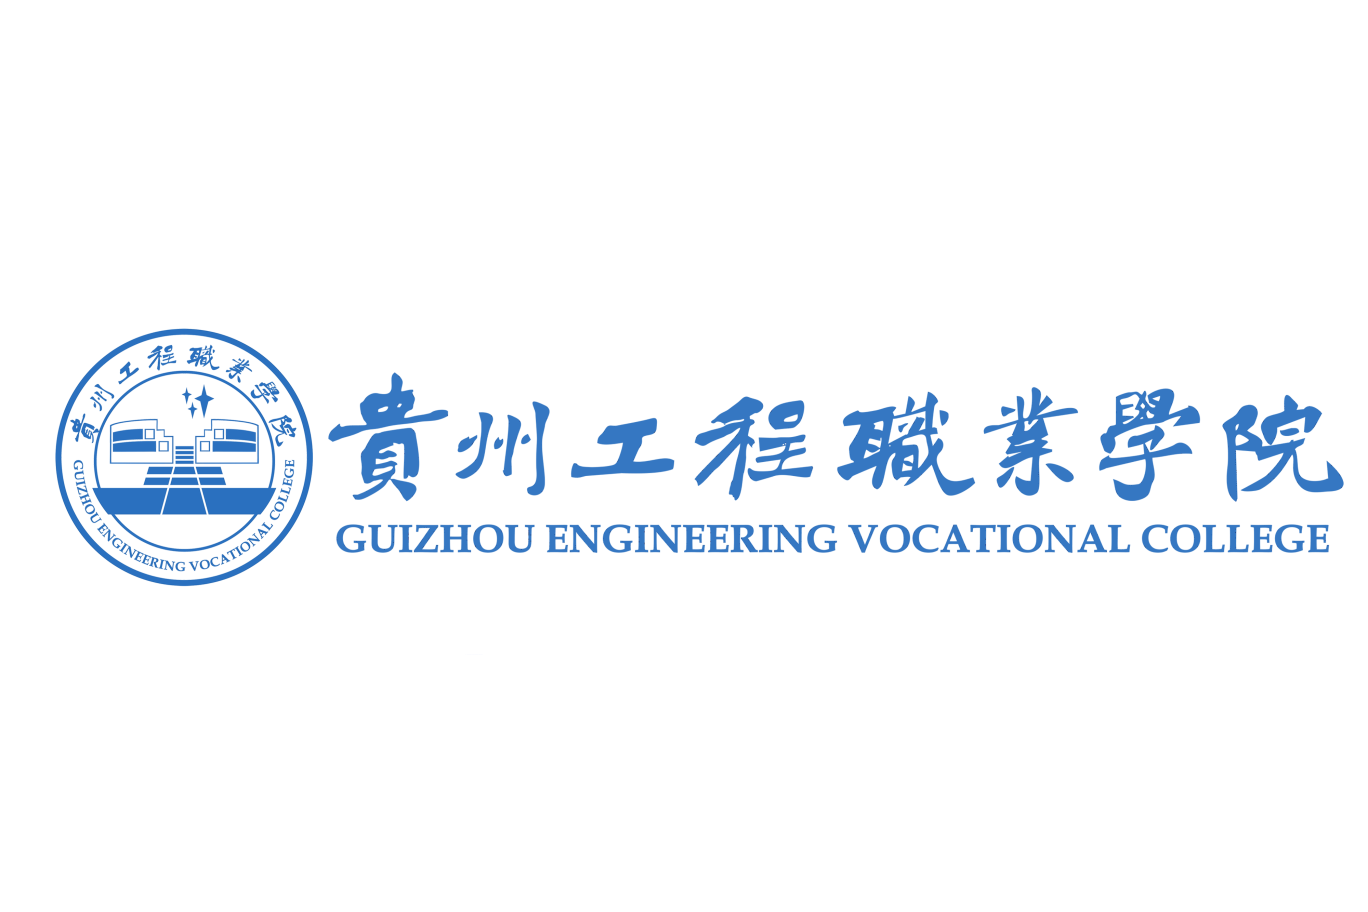 貴州工程職業學院
GUIZHOU ENGINEERING VOCATIONAL COLLEGE
貴州工程職業學院
GUIZHOU ENGINEERING VOCATIONAL COLLEGE